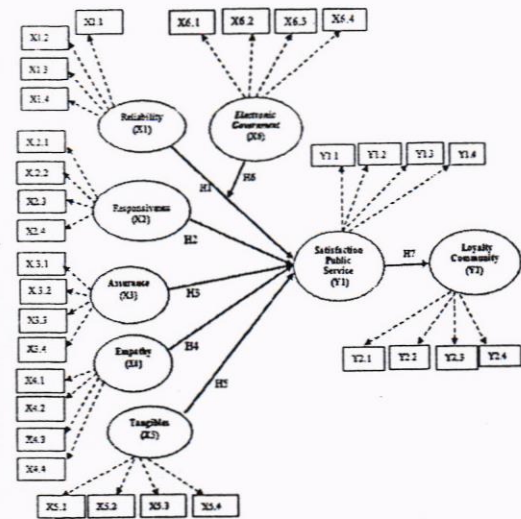 X2.1
X1.2
X1.3
X1.4
X6.1
X6.2
X6.3
X6.4
Reliability
(X1)
Electronic
Government
(X6)
H1
H6
X.2.1
X.2.2
X2.3
X2.4
Responsiveness
(X2)
H2
Y1.1
Y1.2
Y1.3
Y1.4
Satisfaction
Public
Service
(Y1)
H7
Loyalty
Community
(Y2)
X.3.1
X.3.2
X3.3
X3.4
Assurance
(X3)
H3
Empathy
(X4)
H4
X4.1
X4.2
X4.3
X4.4
H5
Tangibles
(X5)
Y2.1
Y2.2
Y2.3
Y2.4
X5.1
X5.2
X5.3
X5.4